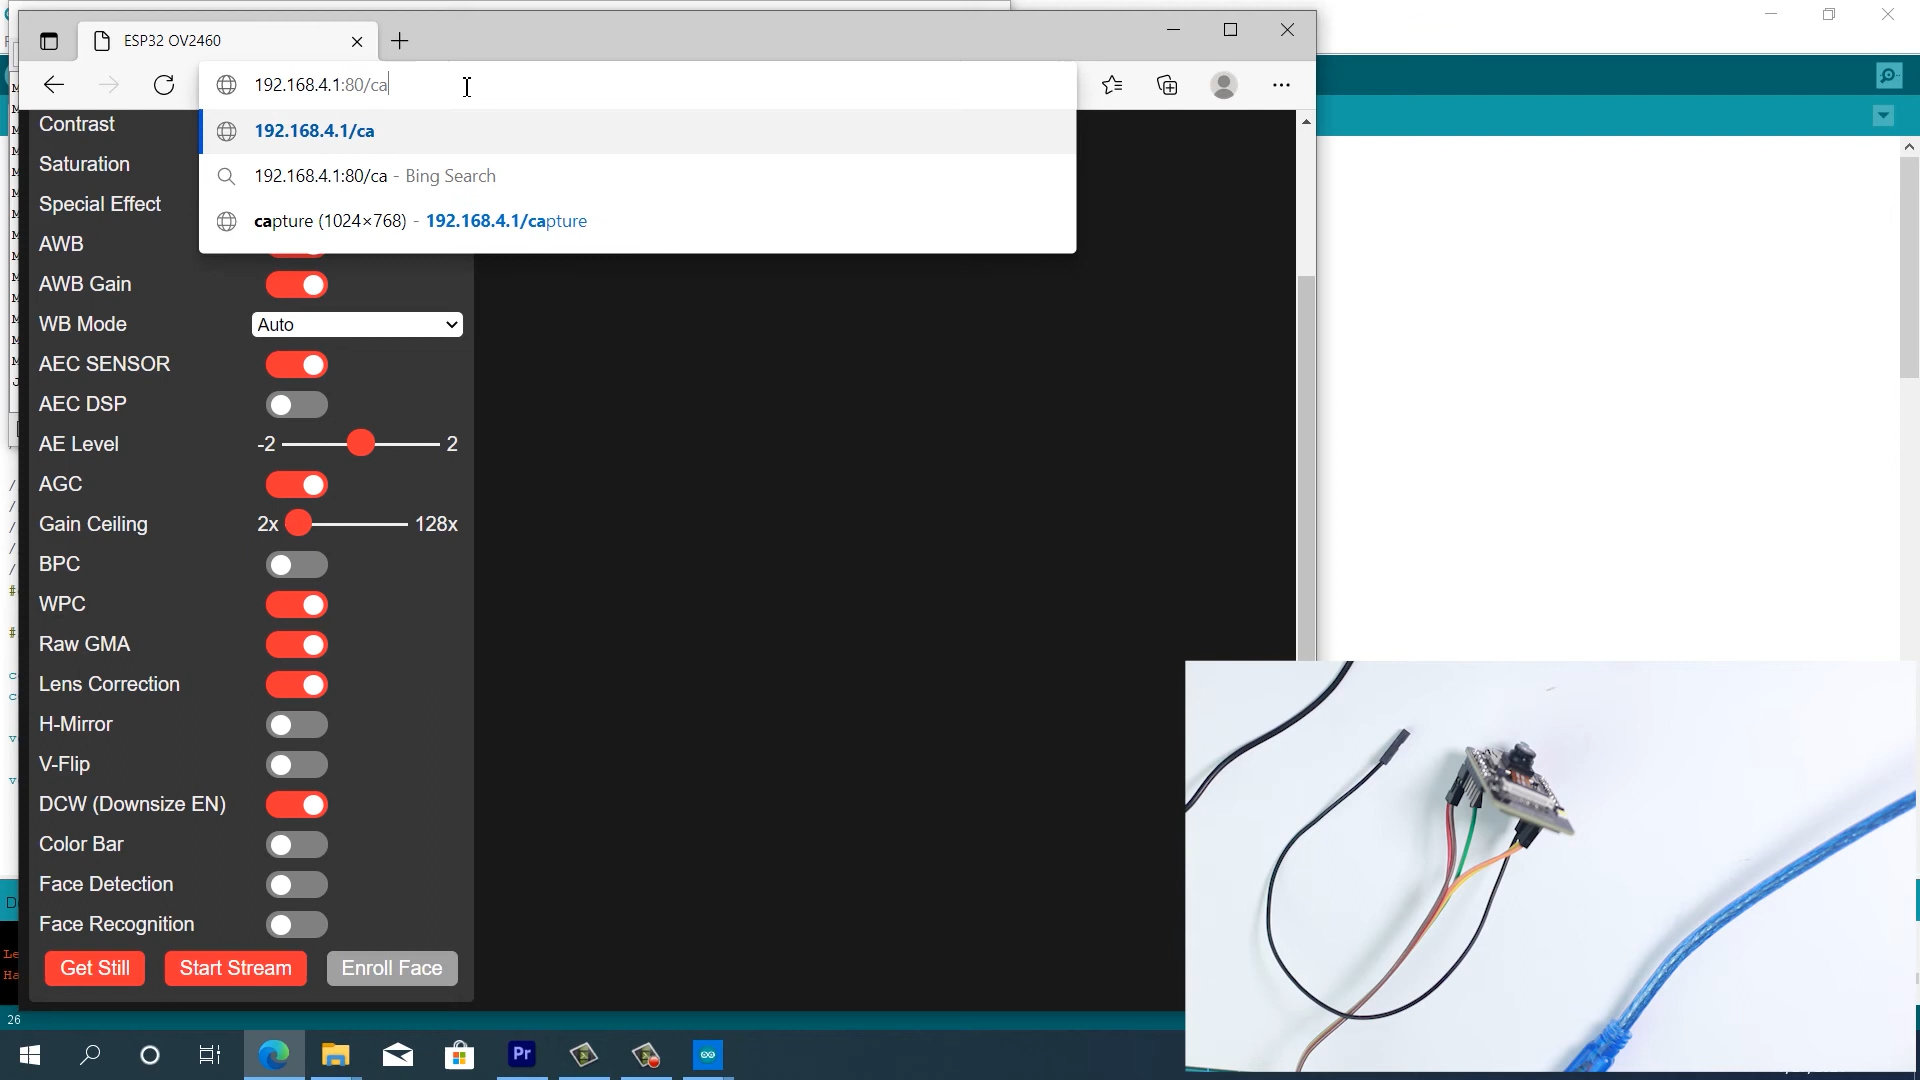 ESP32 OV2460
192.168.4.1:80/ca
192.168.4.1/ca
192.168.4.1:80/ca - Bing Search
capture (1024×768) - 192.168.4.1/capture
Contrast
Saturation
Special Effect
AWB
AWB Gain
WB Mode Auto
AEC SENSOR
AEC DSP
AE Level -2 2
AGC
Gain Ceiling 2x 128x
BPC
WPC
Raw GMA
Lens Correction
H-Mirror
V-Flip
DCW (Downsize EN)
Color Bar
Face Detection
Face Recognition
Get Still Start Stream Enroll Face
26
Pr